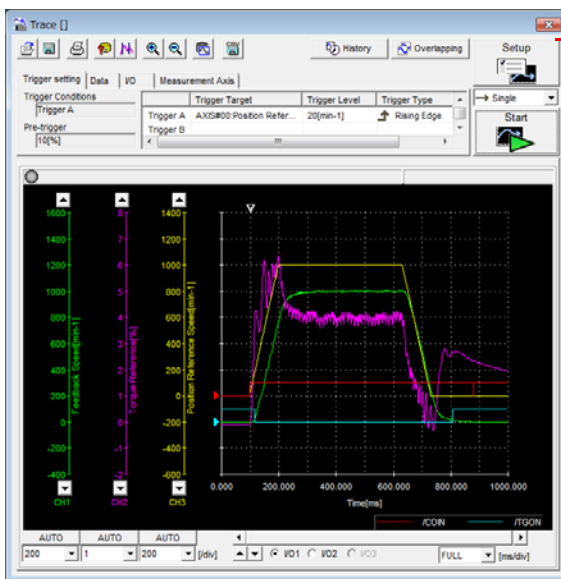 Trace []
History
Overlapping
Setup
Trigger setting
Data
I/O
Measurement Axis
Trigger Conditions
Trigger A
Pre-trigger
10[%]
Trigger Target
Trigger Level
Trigger Type
Trigger A
AXIS#00:Position Refer...
20[min-1]
Rising Edge
Trigger B
Single
Start
1600
1400
1200
1000
800
600
400
200
0
-200
-400
Feedback Speed[min-1]
CH1
8
7
6
5
4
3
2
1
0
-1
-2
Torque Reference[%]
CH2
1400
1200
1000
800
600
400
200
0
-200
-400
-600
Position Reference Speed[min-1]
CH3
0.000
200.000
400.000
600.000
800.000
1000.000
Time[ms]
/COIN
/TGON
AUTO
AUTO
AUTO
200
1
200
[/div]
I/O1
I/O2
I/O3
FULL
[ms/div]